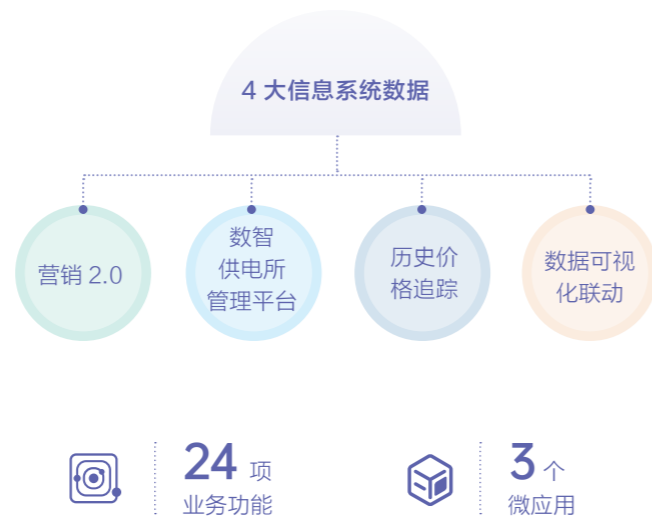 4 大信息系统数据
营销 2.0
数智
供电所
管理平台
历史价
格追踪
数据可视
化联动
24 项
业务功能
3 个
微应用